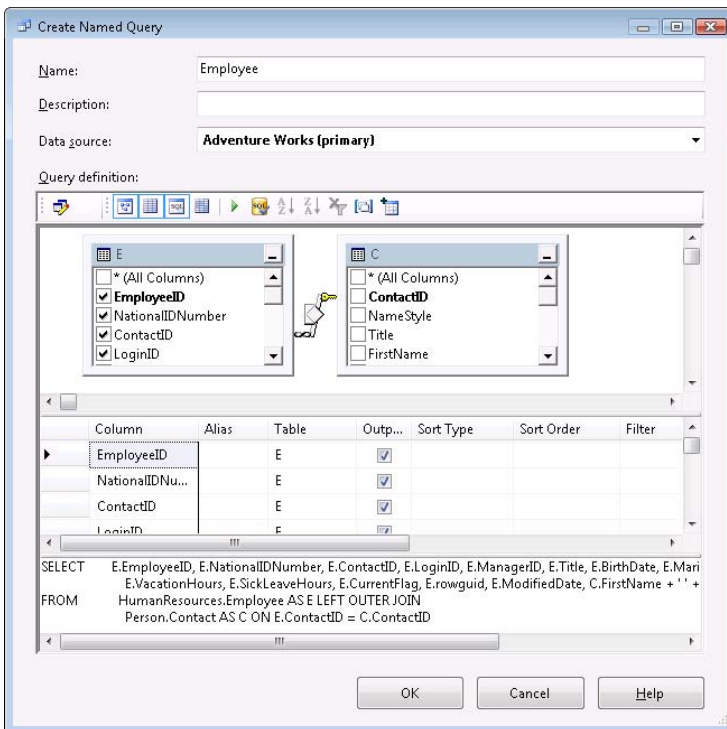 Create Named Query
Name:
Employee
Description:
Data source:
Adventure Works (primary)
Query definition:
SQL
SQL
A
Z
Z
A
E
* (All Columns)
EmployeeID
NationalIDNumber
ContactID
LoginID
C
* (All Columns)
ContactID
NameStyle
Title
FirstName
Column Alias Table Outp... Sort Type Sort Order Filter
EmployeeID E
NationalIDNu... E
ContactID E
LoginID E
SELECT E.EmployeeID, E.NationalIDNumber, E.ContactID, E.LoginID, E.ManagerID, E.Title, E.BirthDate, E.Mari
E.VacationHours, E.SickLeaveHours, E.CurrentFlag, E.rowguid, E.ModifiedDate, C.FirstName + ' ' +
FROM HumanResources.Employee AS E LEFT OUTER JOIN
Person.Contact AS C ON E.ContactID = C.ContactID
OK
Cancel
Help